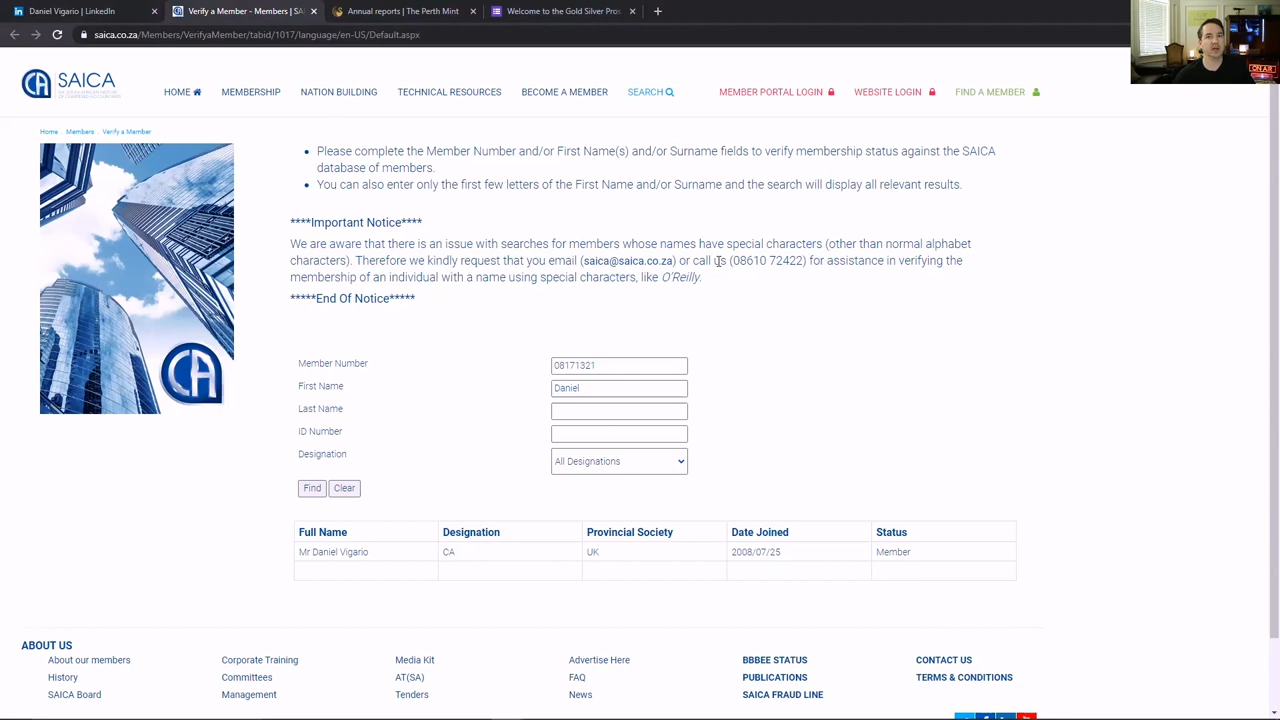 Daniel Vigario | LinkedIn
Verify a Member - Members | SAI
Annual reports | The Perth Mint
Welcome to the Gold Silver Pros
saica.co.za/Members/VerifyaMember/tabid/1017/language/en-US/Default.aspx
ON AIR
SAICA
HOME
MEMBERSHIP
NATION BUILDING
TECHNICAL RESOURCES
BECOME A MEMBER
SEARCH
MEMBER PORTAL LOGIN
WEBSITE LOGIN
FIND A MEMBER
Home . Members . Verify a Member
• Please complete the Member Number and/or First Name(s) and/or Surname fields to verify membership status against the SAICA
database of members.
• You can also enter only the first few letters of the First Name and/or Surname and the search will display all relevant results.
****Important Notice****
We are aware that there is an issue with searches for members whose names have special characters (other than normal alphabet
characters). Therefore we kindly request that you email (saica@saica.co.za) or call us (08610 72422) for assistance in verifying the
membership of an individual with a name using special characters, like O'Reilly.
*****End Of Notice*****
Member Number 08171321
First Name Daniel
Last Name
ID Number
Designation All Designations
Find Clear
Full Name Designation Provincial Society Date Joined Status
Mr Daniel Vigario CA UK 2008/07/25 Member
ABOUT US
About our members Corporate Training Media Kit Advertise Here BBBEE STATUS CONTACT US
History Committees AT(SA) FAQ PUBLICATIONS TERMS & CONDITIONS
SAICA Board Management Tenders News SAICA FRAUD LINE